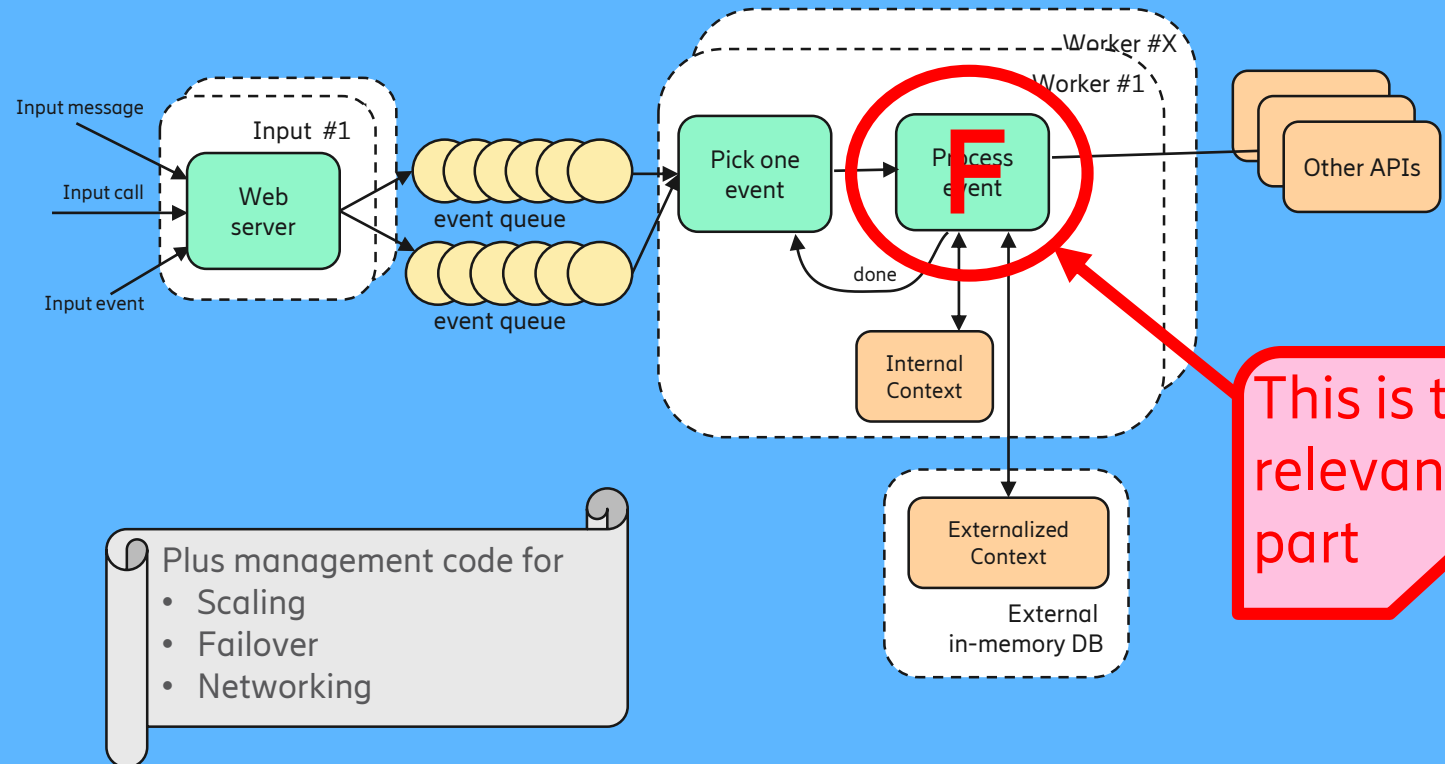 Worker #X
Worker #1
Input message
Input #1
Input call
Web
server
Input event
event queue
event queue
Pick one
event
Process
event
F
done
Other APIs
Internal
Context
This is t
relevan
part
Externalized
Context
External
in-memory DB
Plus management code for
• Scaling
• Failover
• Networking